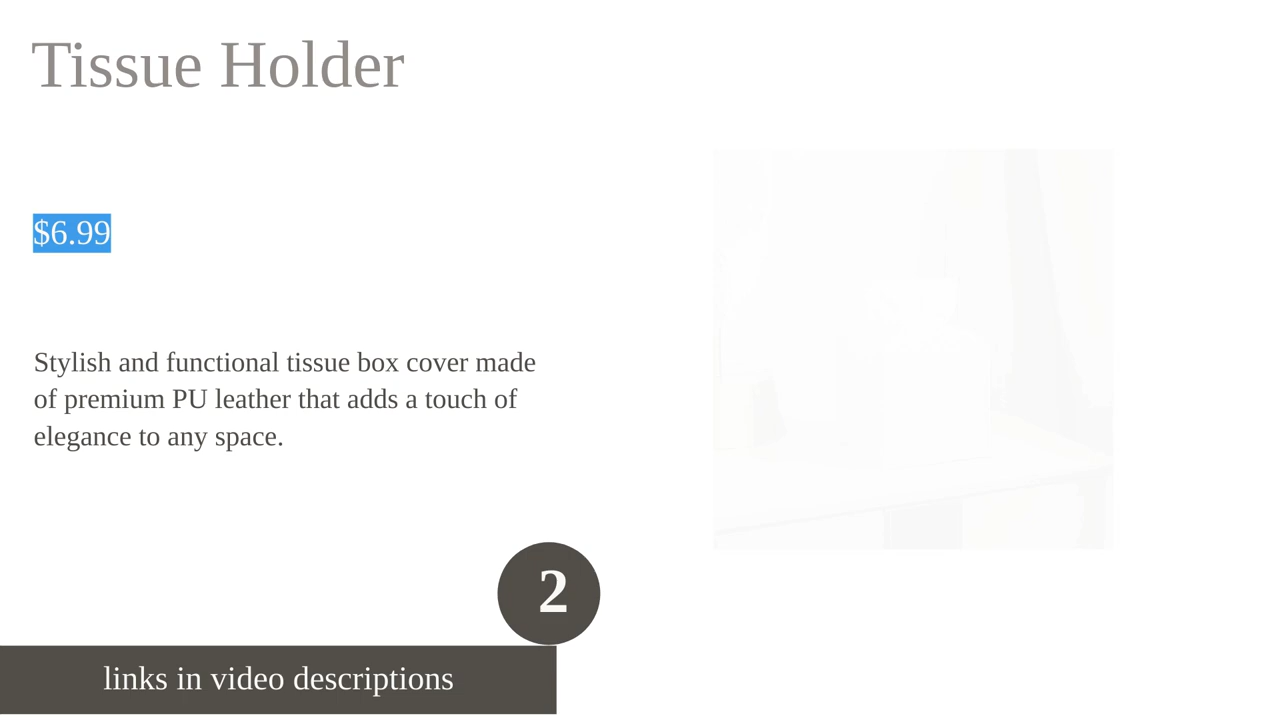 Tissue Holder
$6.99
Stylish and functional tissue box cover made
of premium PU leather that adds a touch of
elegance to any space.
2
links in video descriptions